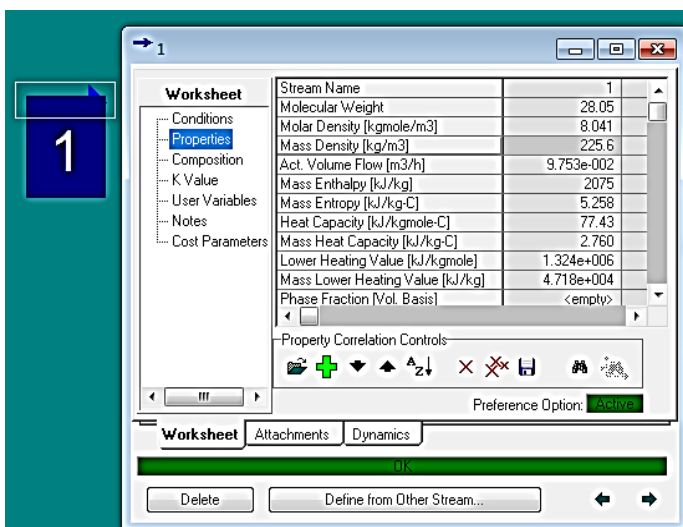 1
1
Worksheet
Conditions
Properties
Composition
K Value
User Variables
Notes
Cost Parameters
Stream Name 1
Molecular Weight 28.05
Molar Density [kgmole/m3] 8.041
Mass Density [kg/m3] 225.6
Act. Volume Flow [m3/h] 9.753e-002
Mass Enthalpy [kJ/kg] 2075
Mass Entropy [kJ/kg-C] 5.258
Heat Capacity [kJ/kgmole-C] 77.43
Mass Heat Capacity [kJ/kg-C] 2.760
Lower Heating Value [kJ/kgmole] 1.324e+006
Mass Lower Heating Value [kJ/kg] 4.718e+004
Phase Fraction [Vol. Basis] <empty>
Property Correlation Controls
AZ
Preference Option: Active
Worksheet Attachments Dynamics
OK
Delete Define from Other Stream...